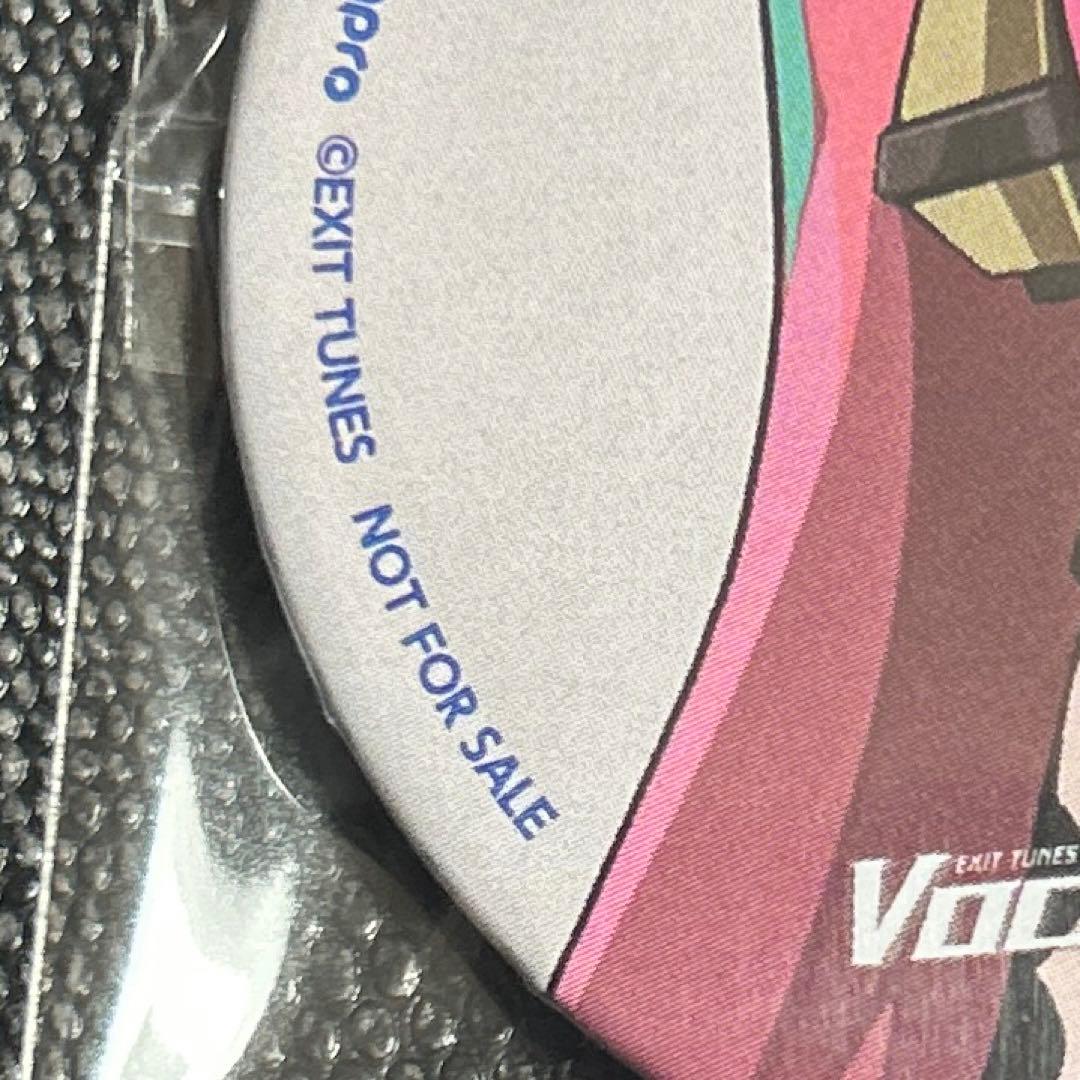 Pro ©EXIT TUNES NOT FOR SALE
EXIT TUNES
VOC